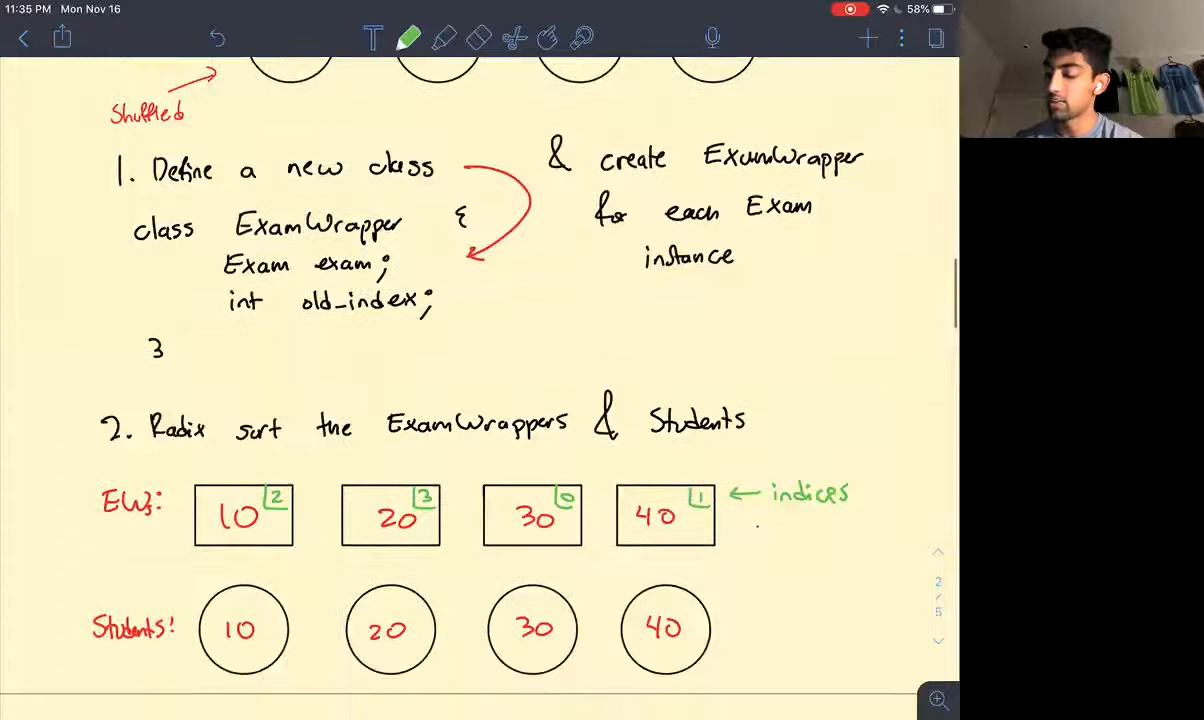 11:35 PM Mon Nov 16
58%
T
Shuffled
1. Define a new class & create ExamWrapper
class ExamWrapper { for each Exam
Exam exam; instance
int old_index;
}
2. Radix sort the ExamWrappers & Students
EWs: 10 2 20 3 30 0 40 1 ← indices
Students: 10 20 30 40
2
/
5